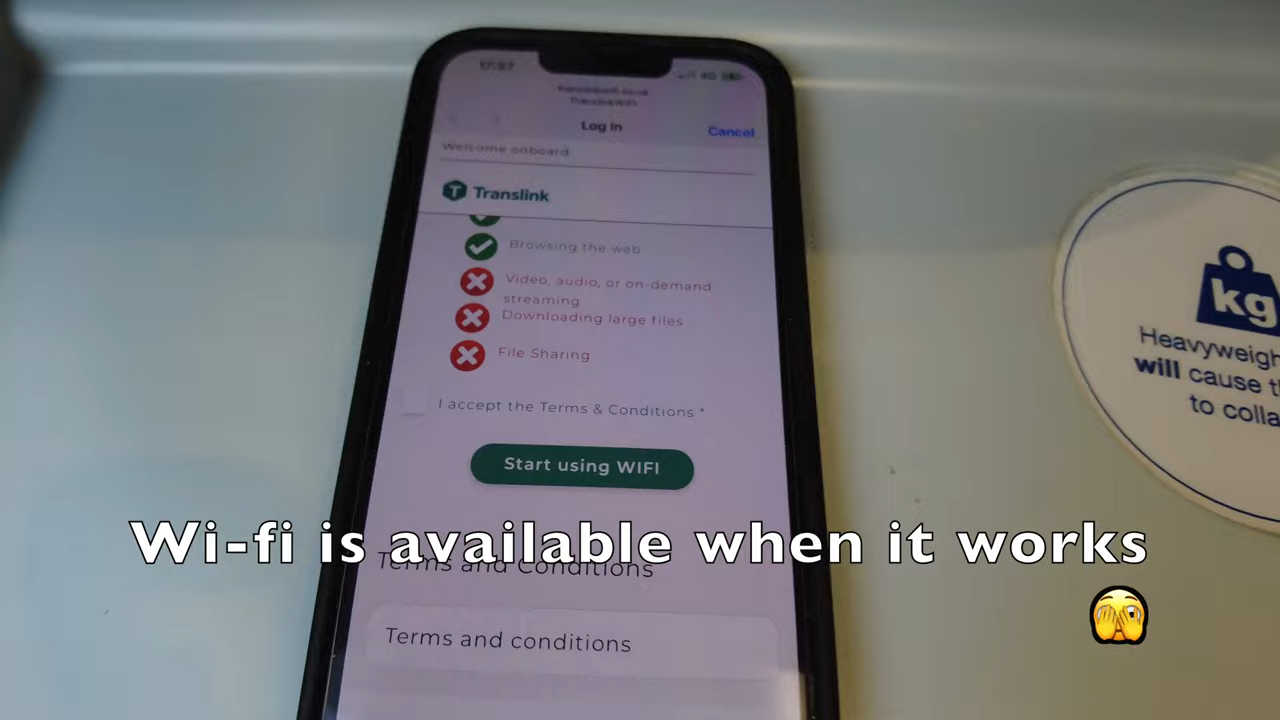 17:57
4G
TranslinkWiFi
Log In
Cancel
Welcome onboard
T Translink
Browsing the web
Video, audio, or on-demand
streaming
Downloading large files
File Sharing
I accept the Terms & Conditions *
Start using WIFI
Terms and Conditions
Terms and conditions
Wi-fi is available when it works
kg
Heavyweigh
will cause t
to colla